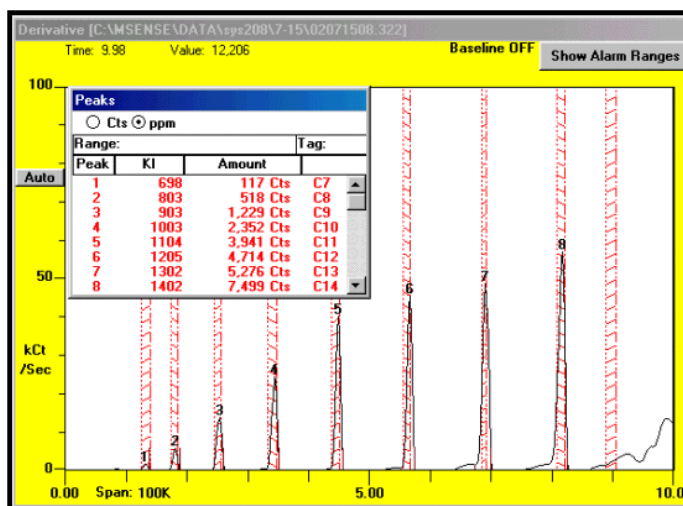 Derivative [C:\MSENSE\DATA\sys208\7-15\02071508.322]
Time: 9.98 Value: 12,206 Baseline OFF Show Alarm Ranges
100
Peaks
Cts ppm
Range: Tag:
Peak KI Amount
Auto
1 698 117 Cts C7
2 803 518 Cts C8
3 903 1,229 Cts C9
4 1003 2,352 Cts C10
5 1104 3,941 Cts C11
6 1205 4,714 Cts C12
7 1302 5,276 Cts C13
8 1402 7,499 Cts C14
50
kCt
/Sec
1 2 3 4 5 6 7 8
0
0.00 Span: 100K 5.00 10.0